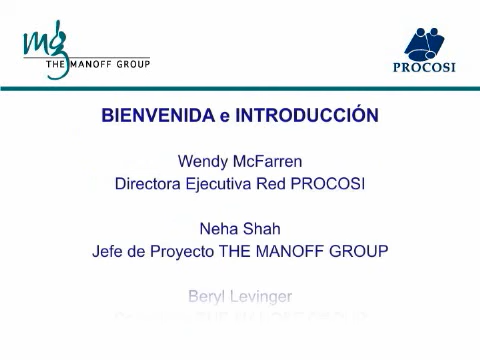 mg
THE MANOFF GROUP
PROCOSI
BIENVENIDA e INTRODUCCIÓN
Wendy McFarren
Directora Ejecutiva Red PROCOSI
Neha Shah
Jefe de Proyecto THE MANOFF GROUP
Beryl Levinger